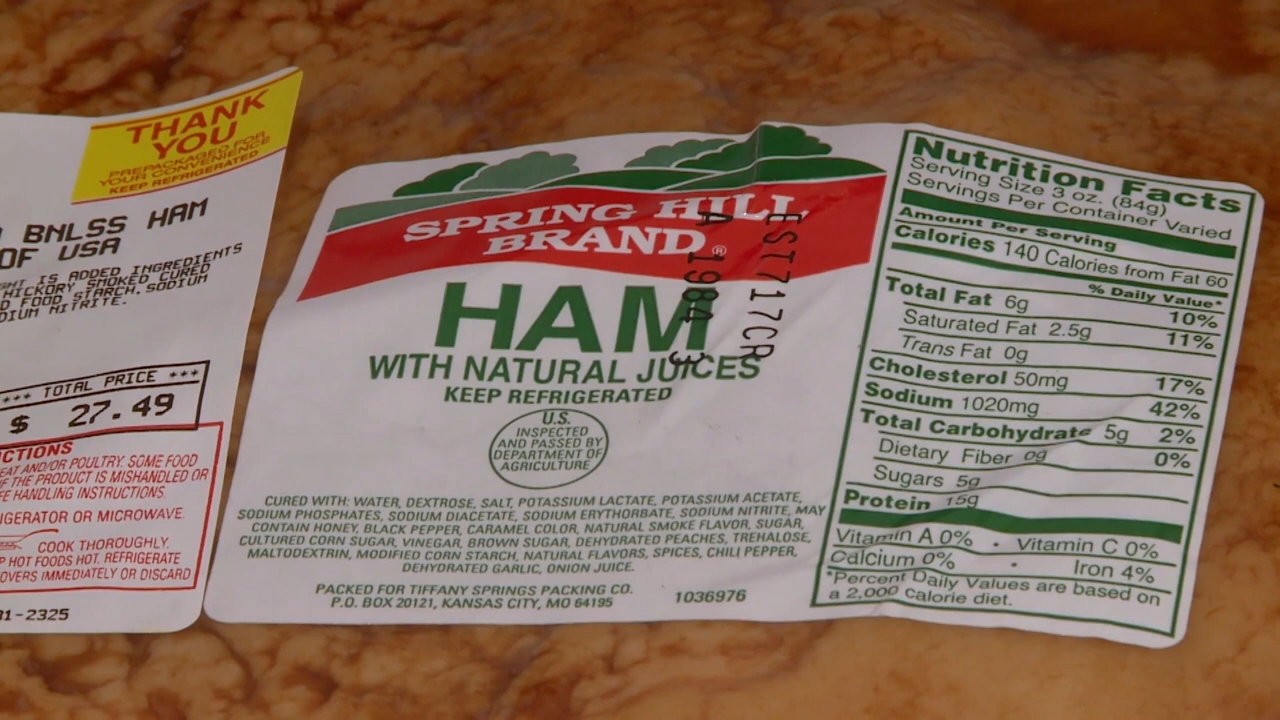 THANK
YOU
PREPACKAGED FOR
YOUR CONVENIENCE
KEEP REFRIGERATED
BNLSS HAM
OF USA
IS ADDED INGREDIENTS
HICKORY SMOKED CURED
FOOD STARCH, SODIUM
NITRITE.
*** TOTAL PRICE ***
$ 27.49
EAT AND/OR POULTRY. SOME FOOD
IF THE PRODUCT IS MISHANDLED OR
HANDLING INSTRUCTIONS.
OR MICROWAVE.
COOK THOROUGHLY.
HOT FOODS HOT. REFRIGERATE
IMMEDIATELY OR DISCARD
1-2325
SPRING HILL
BRAND®
HAM
WITH NATURAL JUICES
KEEP REFRIGERATED
A 1984 3
EST717CR
U.S.
INSPECTED
AND PASSED BY
DEPARTMENT OF
AGRICULTURE
CURED WITH: WATER, DEXTROSE, SALT, POTASSIUM LACTATE, POTASSIUM ACETATE,
SODIUM PHOSPHATES, SODIUM DIACETATE, SODIUM ERYTHORBATE, SODIUM NITRITE, MAY
CONTAIN HONEY, BLACK PEPPER, CARAMEL COLOR, NATURAL SMOKE FLAVOR, SUGAR,
CULTURED CORN SUGAR, VINEGAR, BROWN SUGAR, DEHYDRATED PEACHES, TREHALOSE,
MALTODEXTRIN, MODIFIED CORN STARCH, NATURAL FLAVORS, SPICES, CHILI PEPPER,
DEHYDRATED GARLIC, ONION JUICE.
PACKED FOR TIFFANY SPRINGS PACKING CO.
P.O. BOX 20121, KANSAS CITY, MO 64195
1036976
Nutrition Facts
Serving Size 3 oz. (84g)
Servings Per Container Varied
Amount Per Serving
Calories 140 Calories from Fat 60
% Daily Value*
Total Fat 6g 10%
Saturated Fat 2.5g 11%
Trans Fat 0g
Cholesterol 50mg 17%
Sodium 1020mg 42%
Total Carbohydrate 5g 2%
Dietary Fiber 0g 0%
Sugars 5g
Protein 15g
Vitamin A 0% • Vitamin C 0%
Calcium 0% • Iron 4%
*Percent Daily Values are based on
a 2,000 calorie diet.